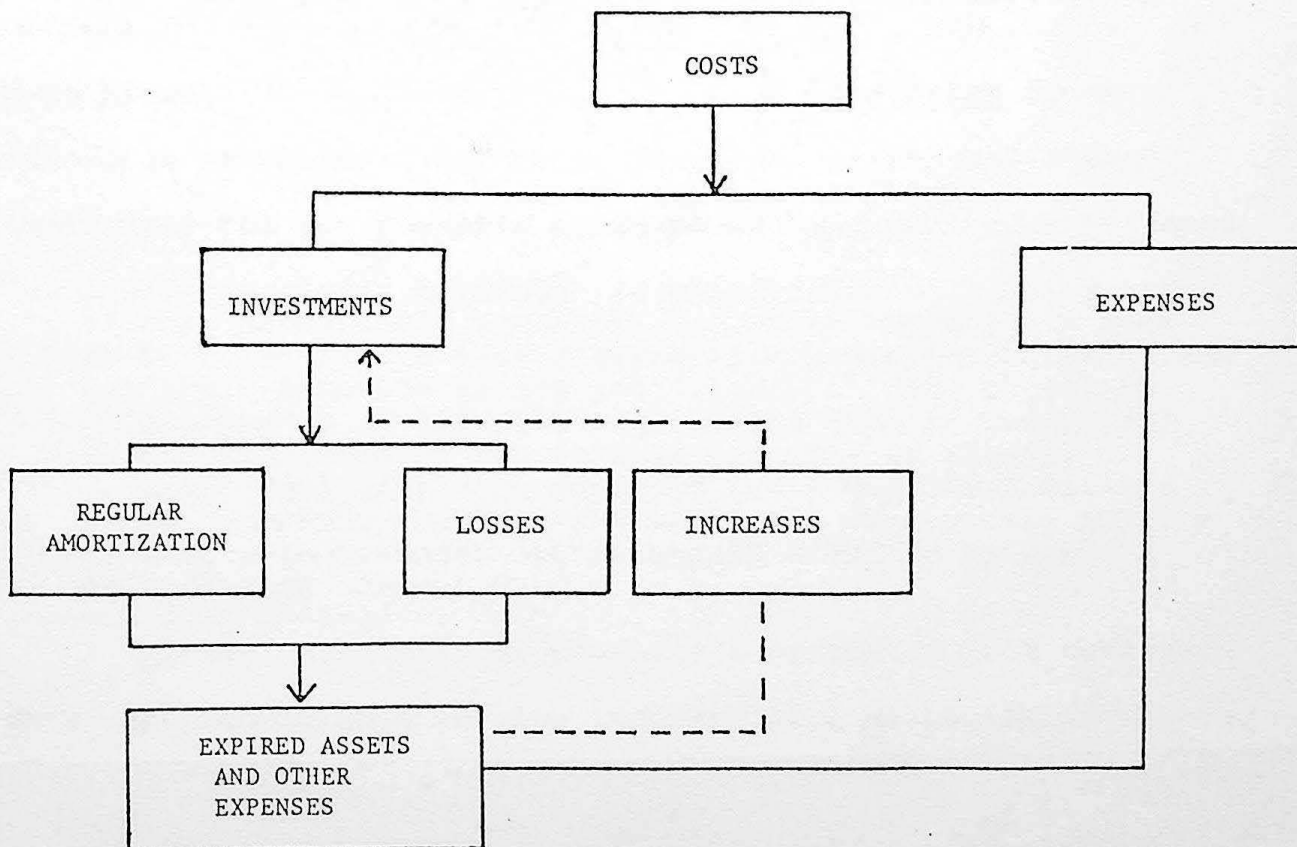 COSTS
INVESTMENTS
EXPENSES
REGULAR
AMORTIZATION
LOSSES
INCREASES
EXPIRED ASSETS
AND OTHER
EXPENSES